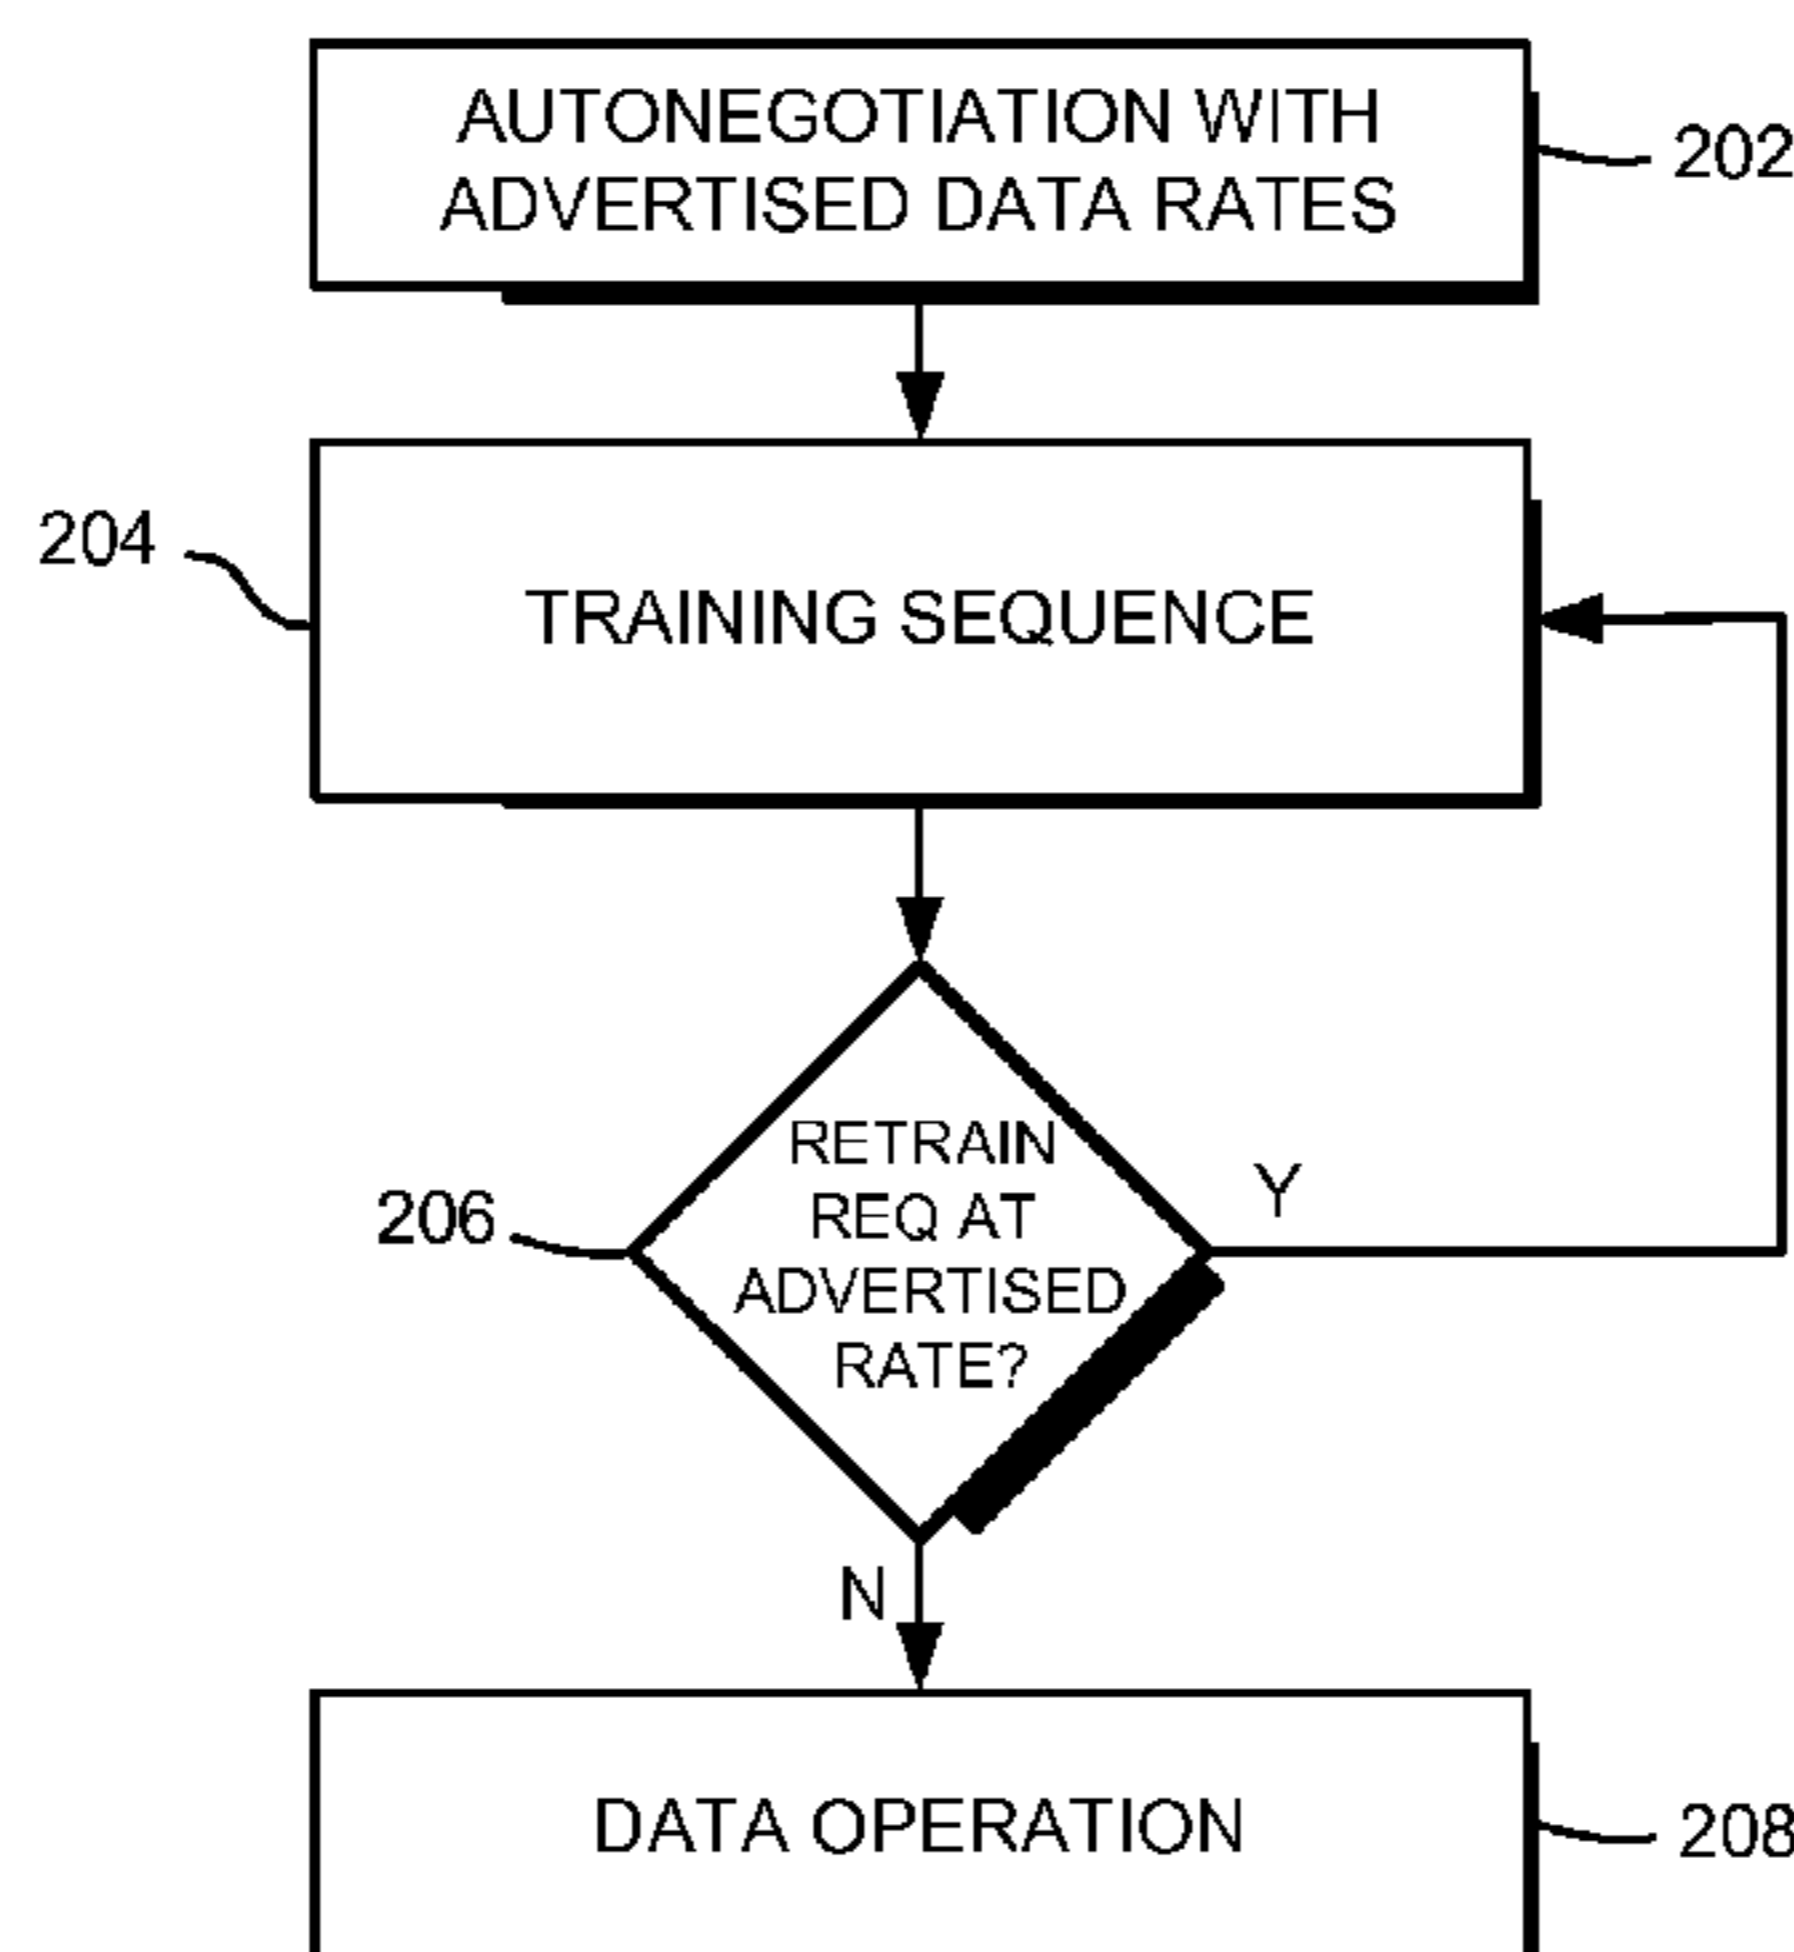 AUTONEGOTIATION WITH
ADVERTISED DATA RATES
202
204
TRAINING SEQUENCE
RETRAIN
REQ AT
ADVERTISED
RATE?
206
Y
N
DATA OPERATION
208